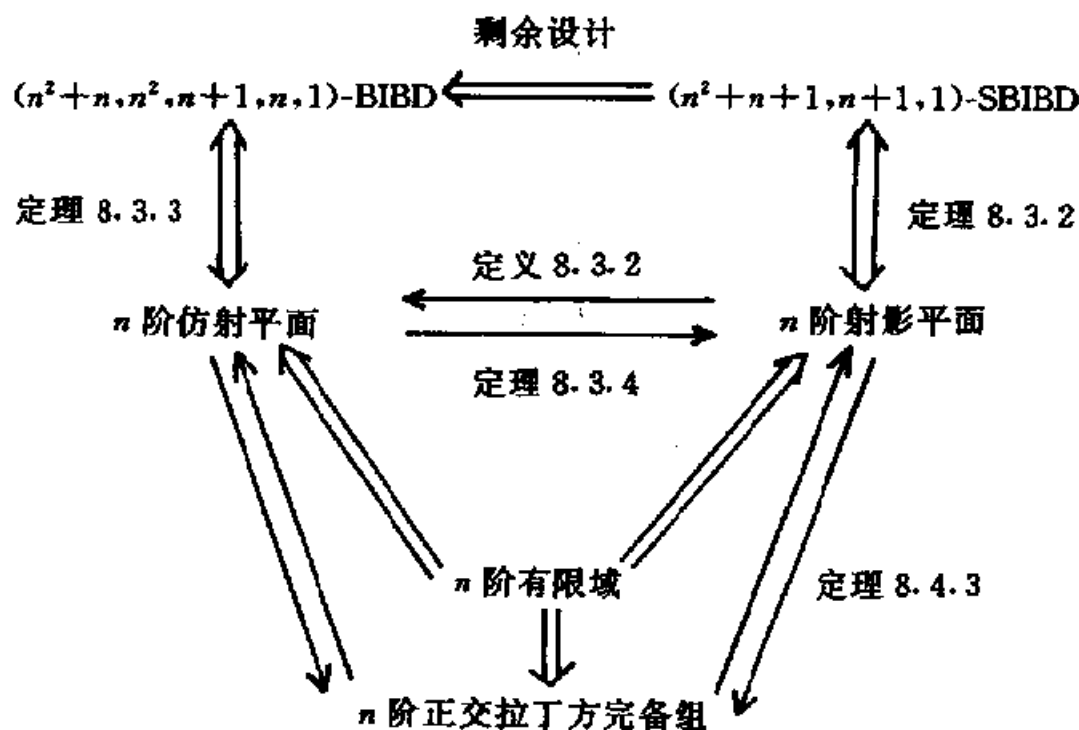 剩余设计
(n²+n,n²,n+1,n,1)-BIBD
(n²+n+1,n+1,1)-SBIBD
定理 8.3.3
定理 8.3.2
定义 8.3.2
n 阶仿射平面
n 阶射影平面
定理 8.3.4
n 阶有限域
定理 8.4.3
n 阶正交拉丁方完备组